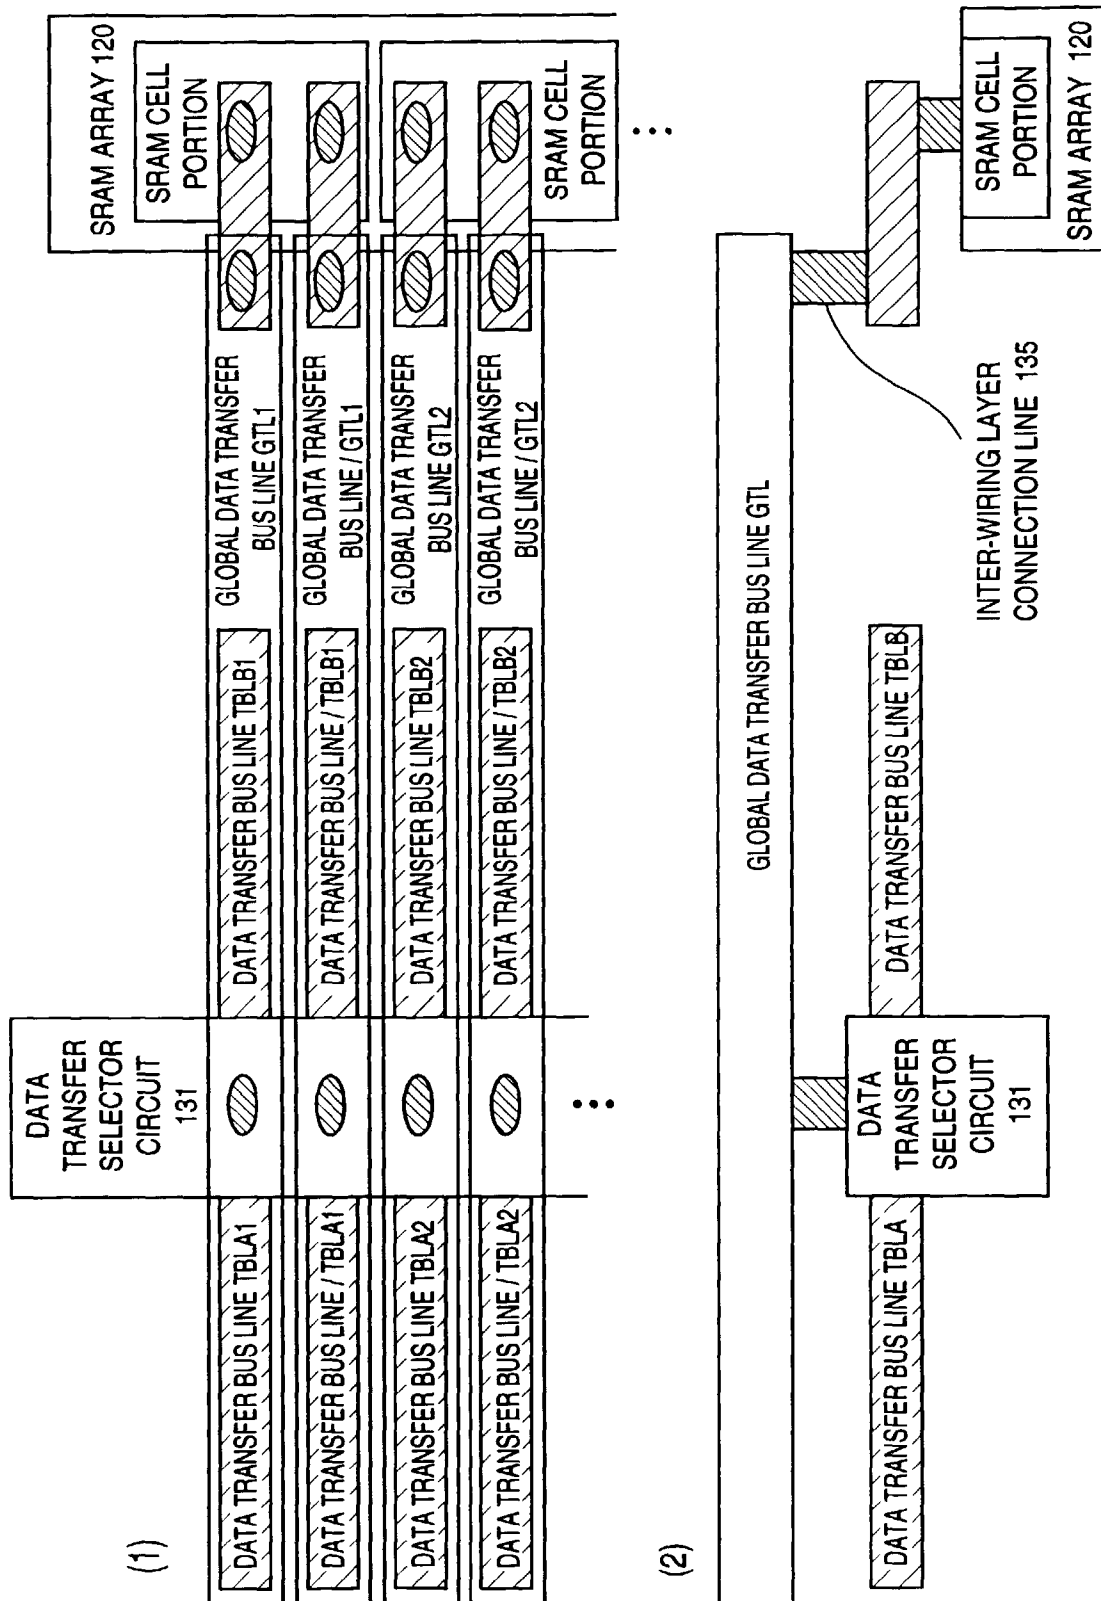 (1)
DATA
TRANSFER
SELECTOR
CIRCUIT
131
SRAM ARRAY 120
SRAM CELL
PORTION
DATA TRANSFER BUS LINE TBLA1
DATA TRANSFER BUS LINE TBLB1
GLOBAL DATA TRANSFER
BUS LINE GTL1
DATA TRANSFER BUS LINE / TBLA1
DATA TRANSFER BUS LINE / TBLB1
GLOBAL DATA TRANSFER
BUS LINE / GTL1
DATA TRANSFER BUS LINE TBLA2
DATA TRANSFER BUS LINE TBLB2
GLOBAL DATA TRANSFER
BUS LINE GTL2
DATA TRANSFER BUS LINE / TBLA2
DATA TRANSFER BUS LINE / TBLB2
GLOBAL DATA TRANSFER
BUS LINE / GTL2
SRAM CELL
PORTION
(2)
GLOBAL DATA TRANSFER BUS LINE GTL
DATA TRANSFER BUS LINE TBLA
DATA
TRANSFER
SELECTOR
CIRCUIT
131
DATA TRANSFER BUS LINE TBLB
INTER-WIRING LAYER
CONNECTION LINE 135
SRAM CELL
PORTION
SRAM ARRAY 120